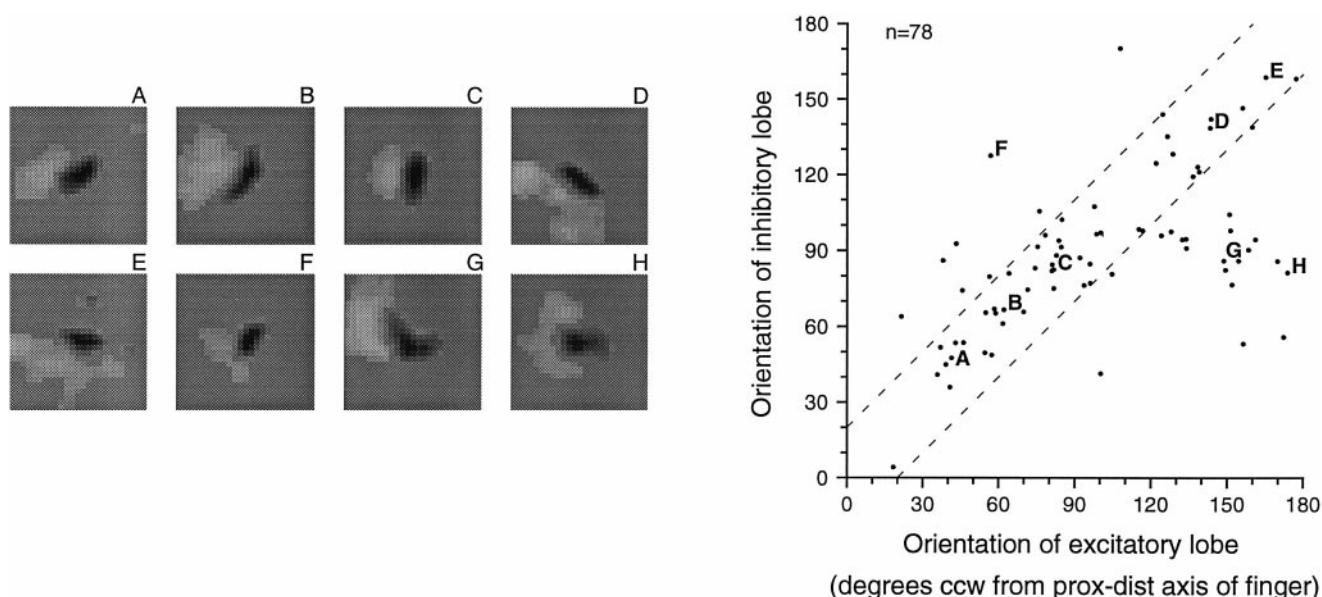 A
B
C
D
E
F
G
H
Orientation of inhibitory lobe
180
150
120
90
60
30
0
n=78
E
D
F
G
H
C
B
A
0 30 60 90 120 150 180
Orientation of excitatory lobe
(degrees ccw from prox-dist axis of finger)